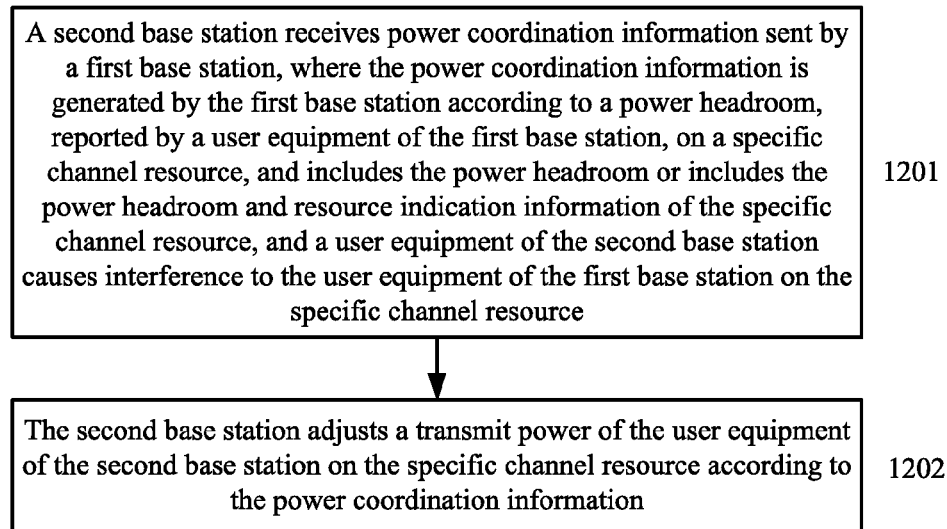 A second base station receives power coordination information sent by
a first base station, where the power coordination information is
generated by the first base station according to a power headroom,
reported by a user equipment of the first base station, on a specific
channel resource, and includes the power headroom or includes the
power headroom and resource indication information of the specific
channel resource, and a user equipment of the second base station
causes interference to the user equipment of the first base station on the
specific channel resource
1201
The second base station adjusts a transmit power of the user equipment
of the second base station on the specific channel resource according to
the power coordination information
1202